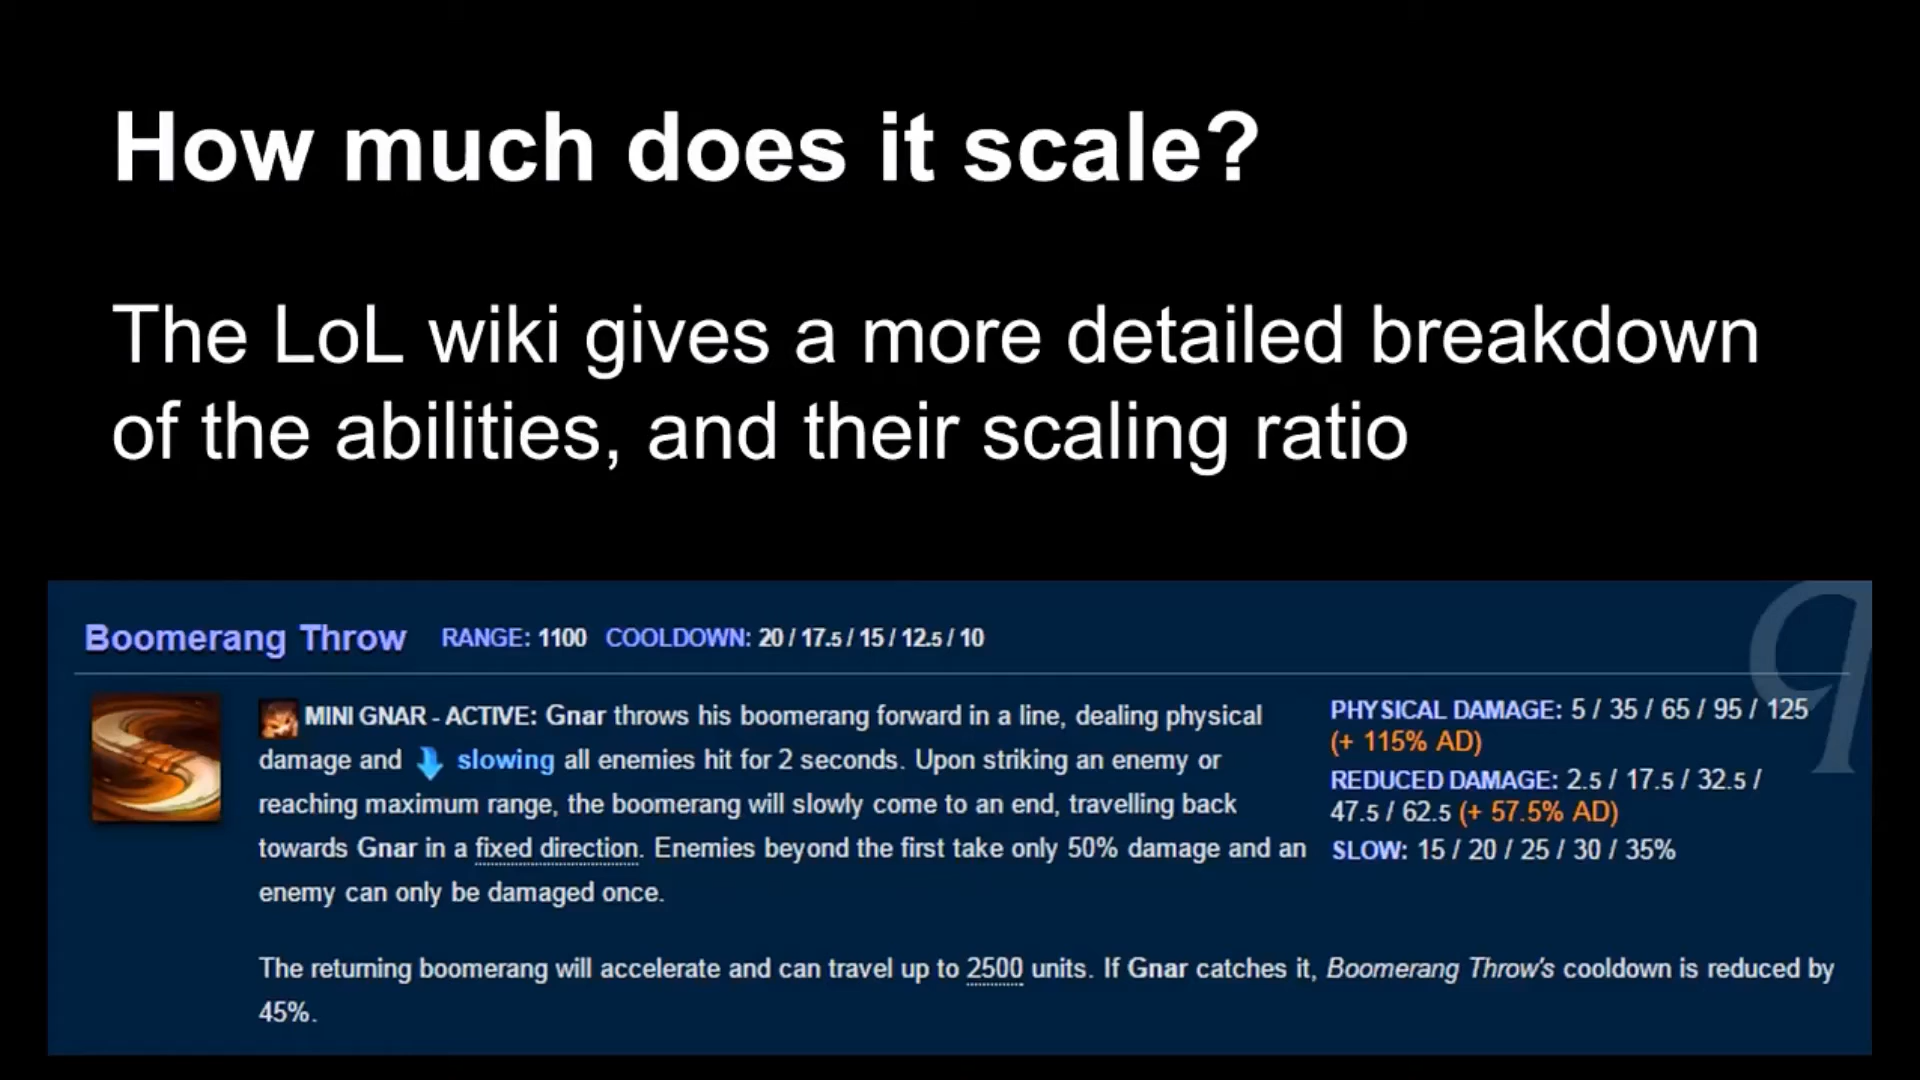 How much does it scale?
The LoL wiki gives a more detailed breakdown
of the abilities, and their scaling ratio
Boomerang Throw RANGE: 1100 COOLDOWN: 20 / 17.5 / 15 / 12.5 / 10
q
MINI GNAR - ACTIVE: Gnar throws his boomerang forward in a line, dealing physical
damage and slowing all enemies hit for 2 seconds. Upon striking an enemy or
reaching maximum range, the boomerang will slowly come to an end, travelling back
towards Gnar in a fixed direction. Enemies beyond the first take only 50% damage and an
enemy can only be damaged once.
The returning boomerang will accelerate and can travel up to 2500 units. If Gnar catches it, Boomerang Throw's cooldown is reduced by
45%.
PHYSICAL DAMAGE: 5 / 35 / 65 / 95 / 125
(+ 115% AD)
REDUCED DAMAGE: 2.5 / 17.5 / 32.5 /
47.5 / 62.5 (+ 57.5% AD)
SLOW: 15 / 20 / 25 / 30 / 35%